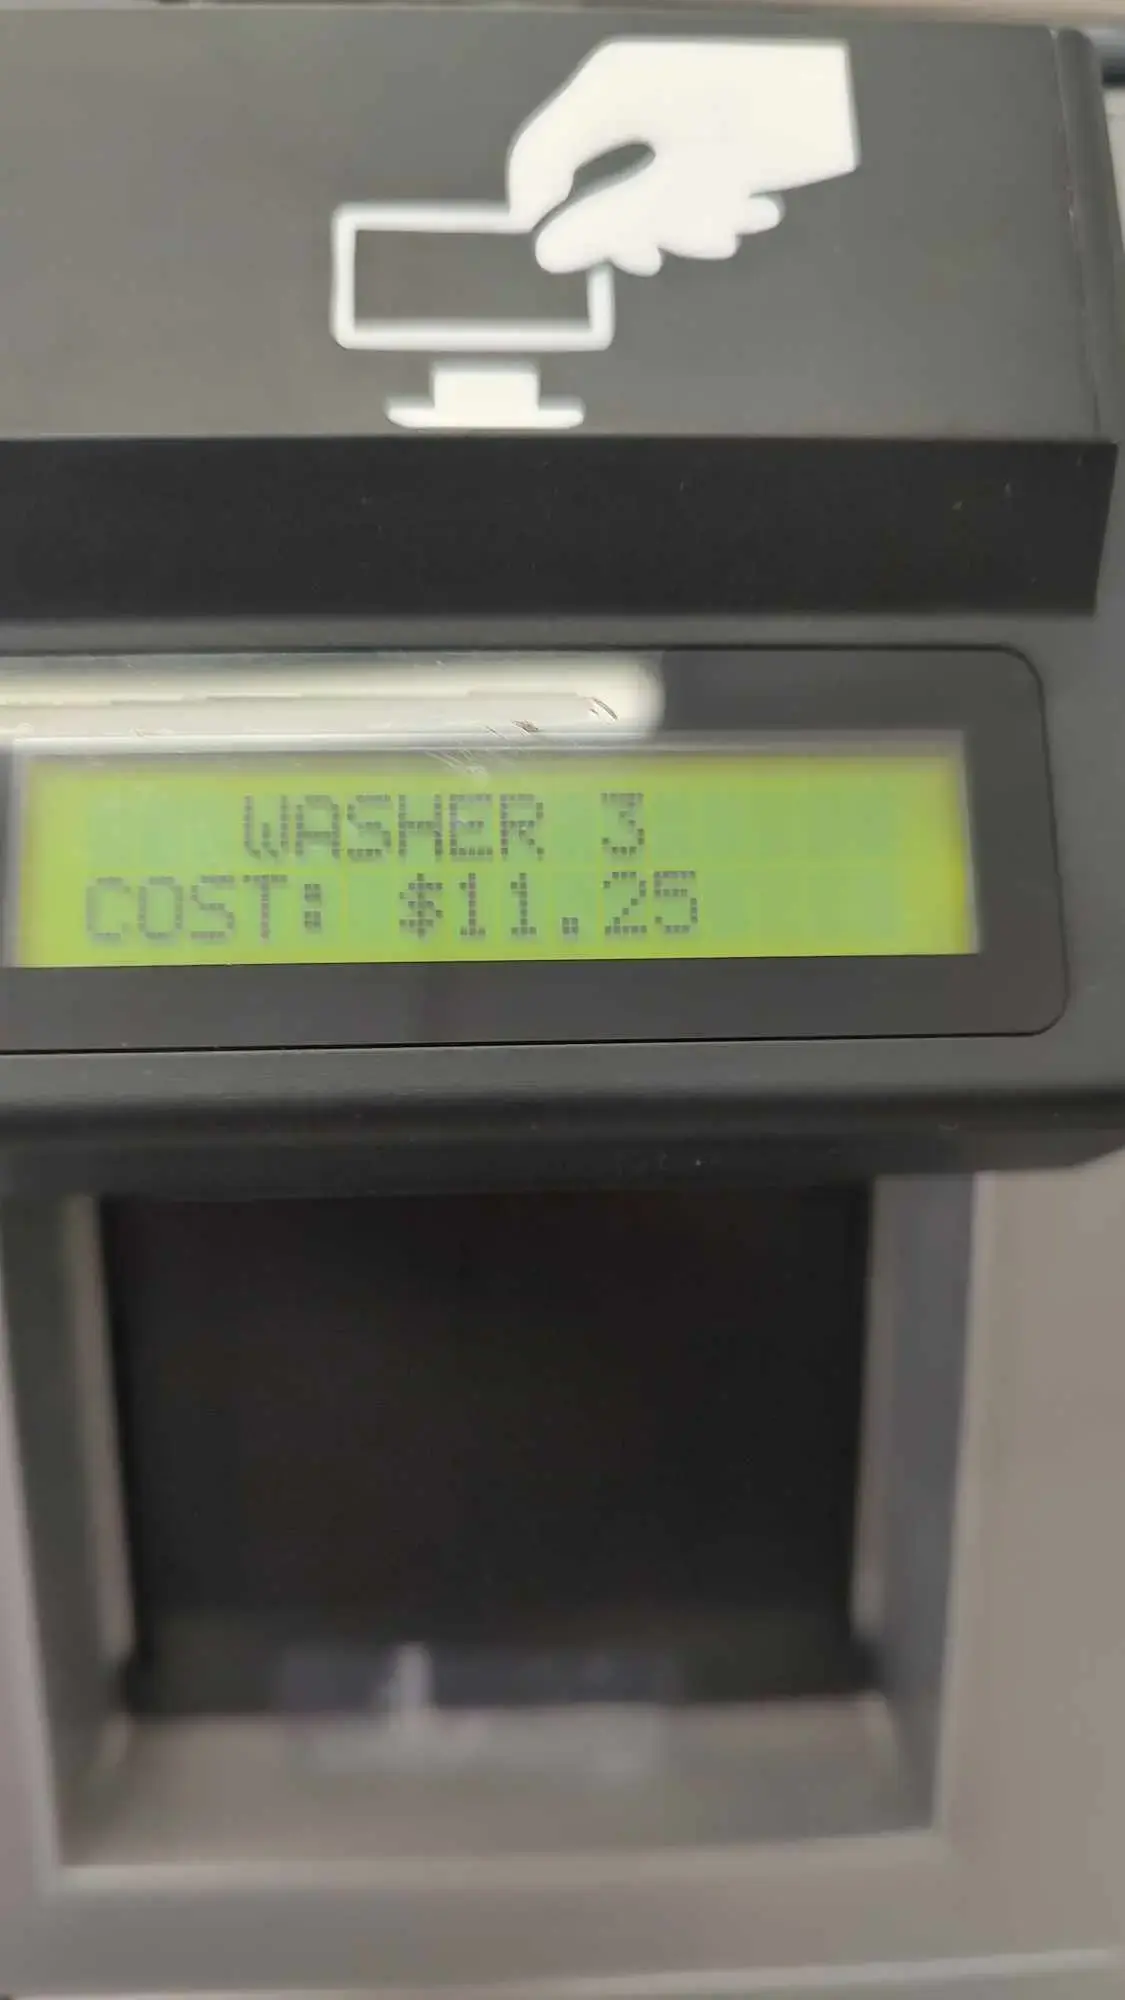 WASHER 3
COST: $11.25